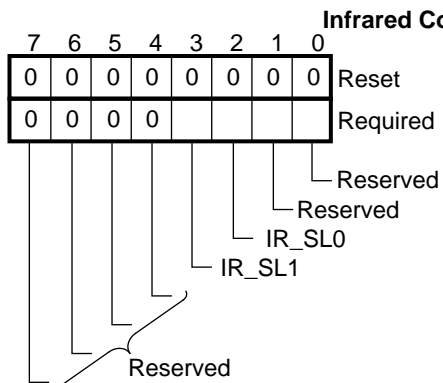 Infrared Co
7 6 5 4 3 2 1 0
0 0 0 0 0 0 0 0 Reset
0 0 0 0 Required
Reserved
Reserved
IR_SL0
IR_SL1
Reserved